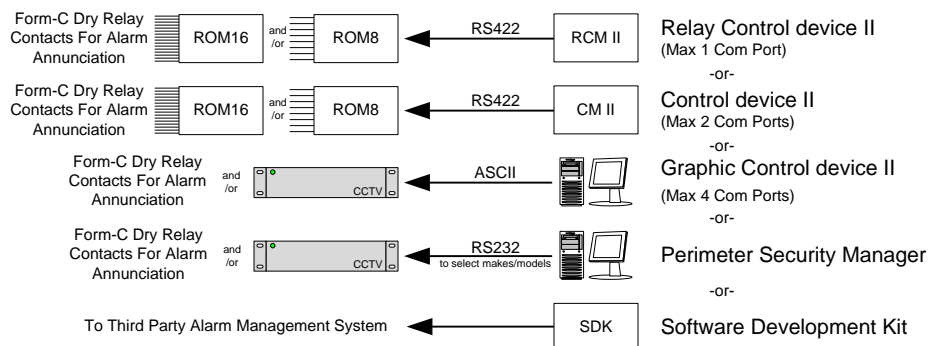 Form-C Dry Relay
Contacts For Alarm
Annunciation
ROM16
and
/or
ROM8
RS422
RCM II
Relay Control device II
(Max 1 Com Port)
-or-
Form-C Dry Relay
Contacts For Alarm
Annunciation
ROM16
and
/or
ROM8
RS422
CM II
Control device II
(Max 2 Com Ports)
-or-
Form-C Dry Relay
Contacts For Alarm
Annunciation
and
/or
CCTV
ASCII
Graphic Control device II
(Max 4 Com Ports)
-or-
Form-C Dry Relay
Contacts For Alarm
Annunciation
and
/or
CCTV
RS232
to select makes/models
Perimeter Security Manager
-or-
To Third Party Alarm Management System
SDK
Software Development Kit